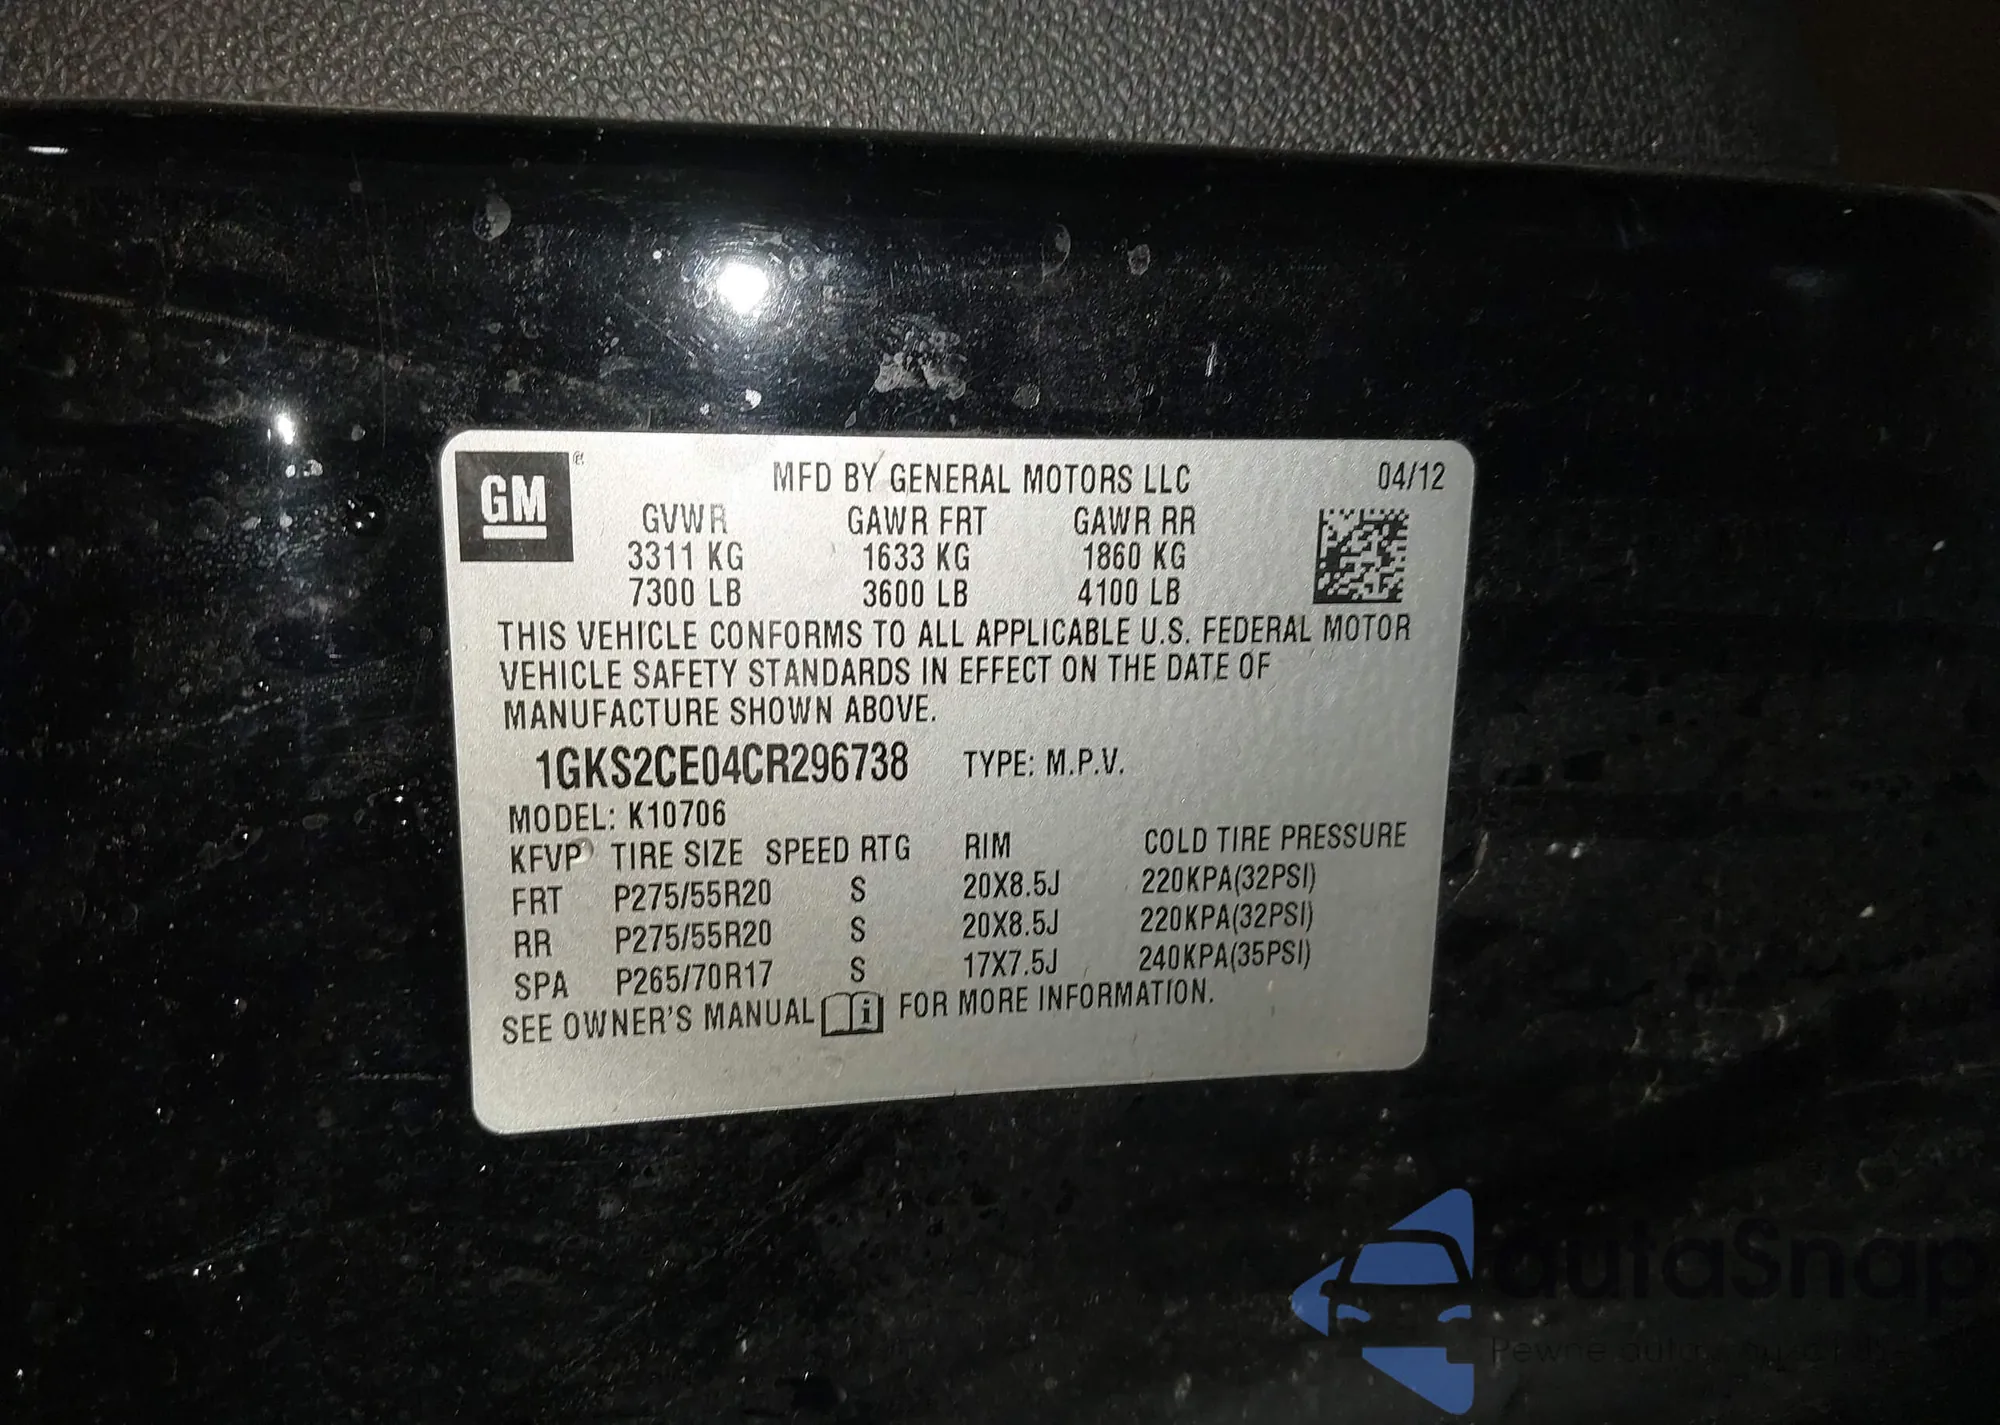 GM
MFD BY GENERAL MOTORS LLC 04/12
GVWR GAWR FRT GAWR RR
3311 KG 1633 KG 1860 KG
7300 LB 3600 LB 4100 LB
THIS VEHICLE CONFORMS TO ALL APPLICABLE U.S. FEDERAL MOTOR
VEHICLE SAFETY STANDARDS IN EFFECT ON THE DATE OF
MANUFACTURE SHOWN ABOVE.
1GKS2CE04CR296738 TYPE: M.P.V.
MODEL: K10706
KFVP TIRE SIZE SPEED RTG RIM COLD TIRE PRESSURE
FRT P275/55R20 S 20X8.5J 220KPA(32PSI)
RR P275/55R20 S 20X8.5J 220KPA(32PSI)
SPA P265/70R17 S 17X7.5J 240KPA(35PSI)
SEE OWNER'S MANUAL i FOR MORE INFORMATION.
autaSnap
Pewne auta